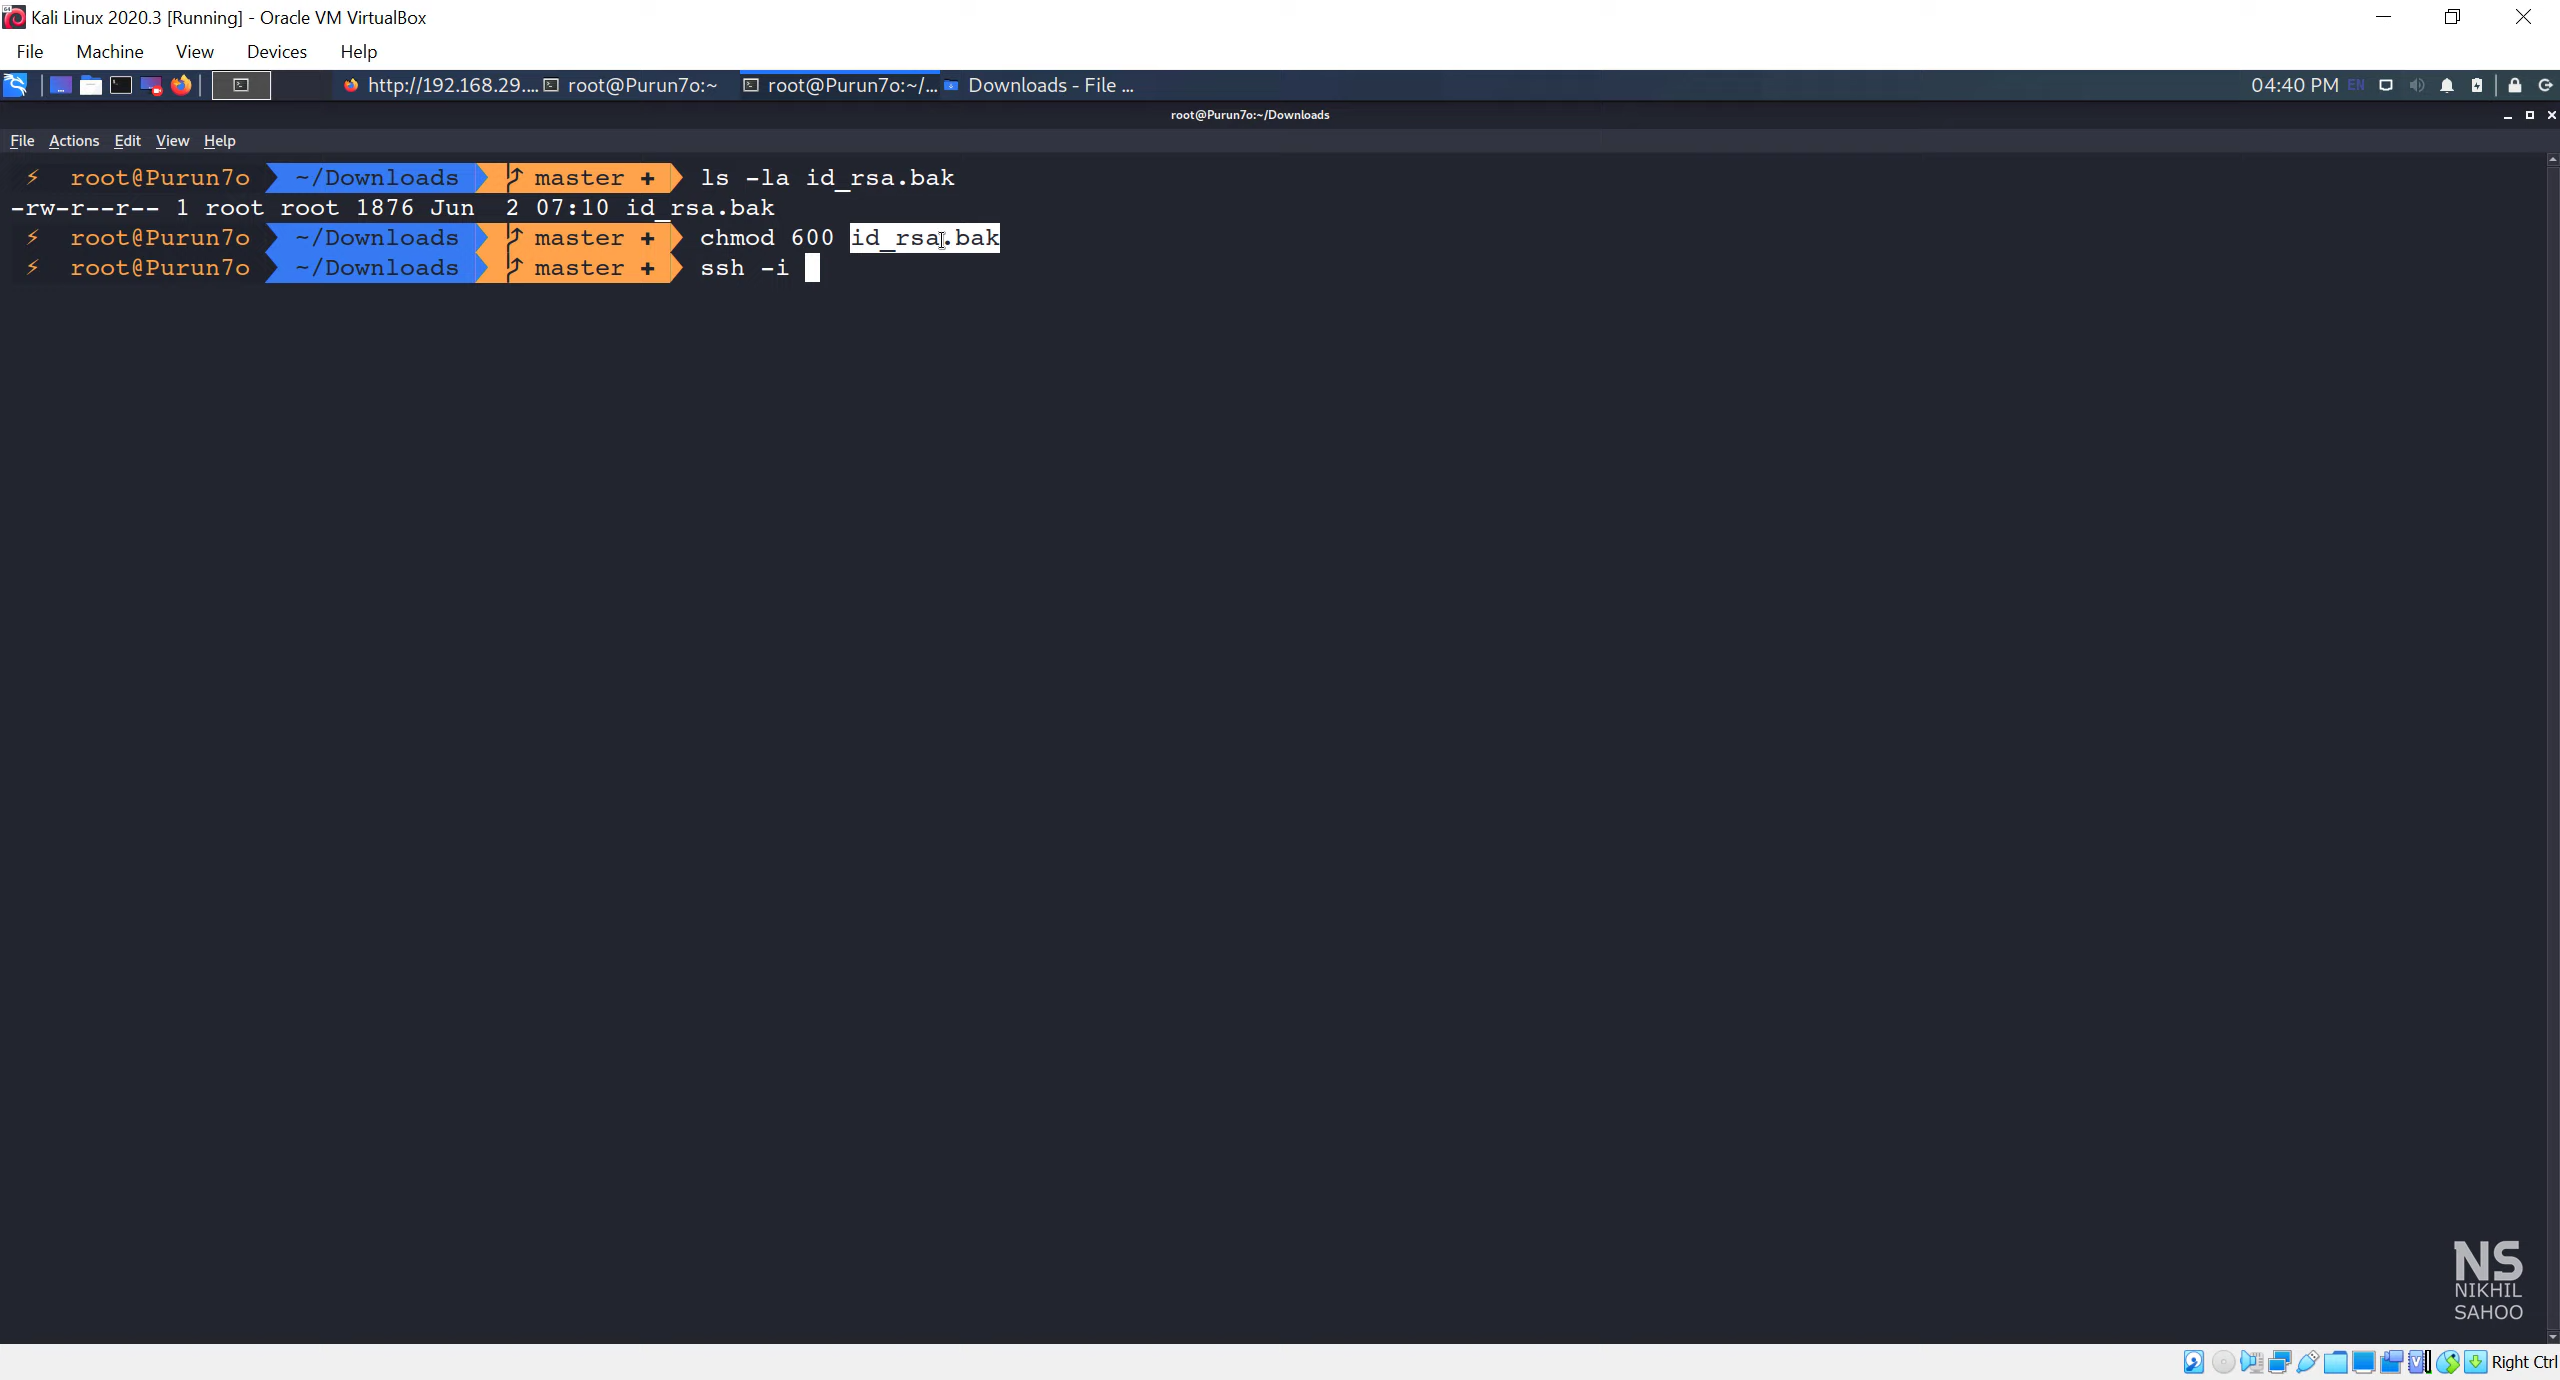 Kali Linux 2020.3 [Running] - Oracle VM VirtualBox
File Machine View Devices Help
http://192.168.29.... root@Purun7o:~ root@Purun7o:~/... Downloads - File ... 04:40 PM EN
root@Purun7o:~/Downloads
File Actions Edit View Help
⚡ root@Purun7o ~/Downloads master + ls -la id_rsa.bak
-rw-r--r-- 1 root root 1876 Jun  2 07:10 id_rsa.bak
⚡ root@Purun7o ~/Downloads master + chmod 600 id_rsa.bak
⚡ root@Purun7o ~/Downloads master + ssh -i
NS
NIKHIL
SAHOO
Right Ctrl